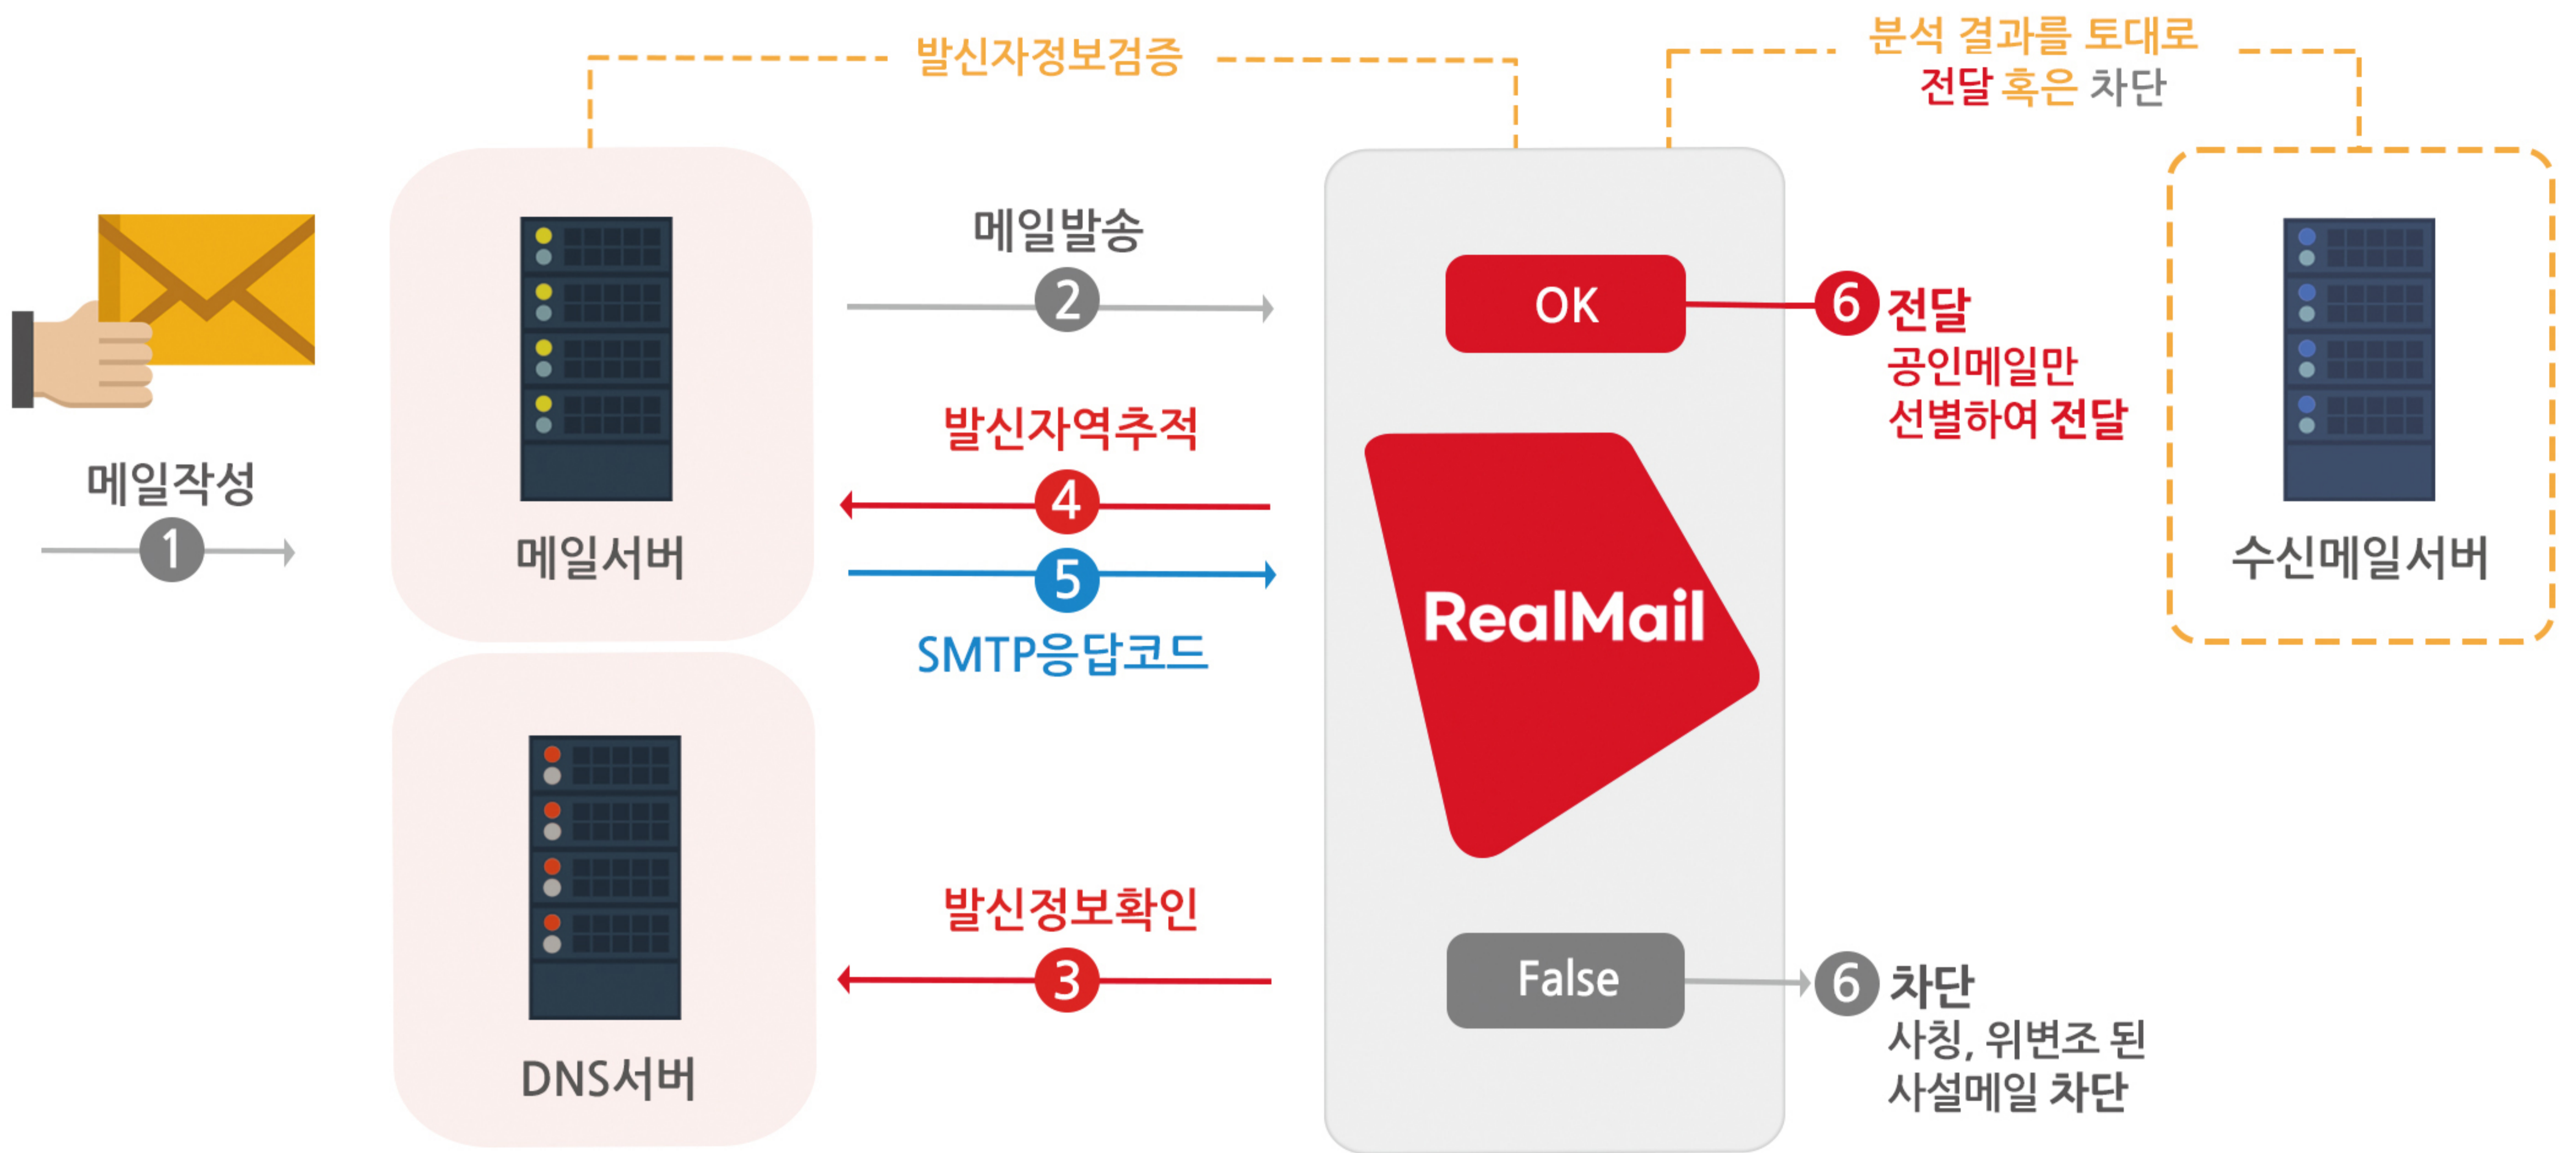 발신자정보검증
분석 결과를 토대로
전달 혹은 차단
메일작성
1
메일서버
메일발송
2
발신자역추적
4
5
SMTP응답코드
DNS서버
발신정보확인
3
OK
RealMail
False
6 전달
공인메일만
선별하여 전달
수신메일서버
6 차단
사칭, 위변조 된
사설메일 차단